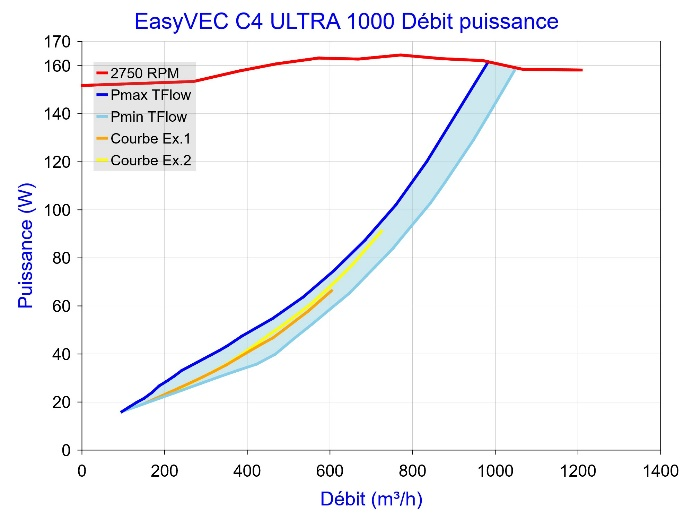 EasyVEC C4 ULTRA 1000 Débit puissance
170
160
140
120
100
80
60
40
20
0
2750 RPM
Pmax TFlow
Pmin TFlow
Courbe Ex.1
Courbe Ex.2
Puissance (W)
0 200 400 600 800 1000 1200 1400
Débit (m³/h)